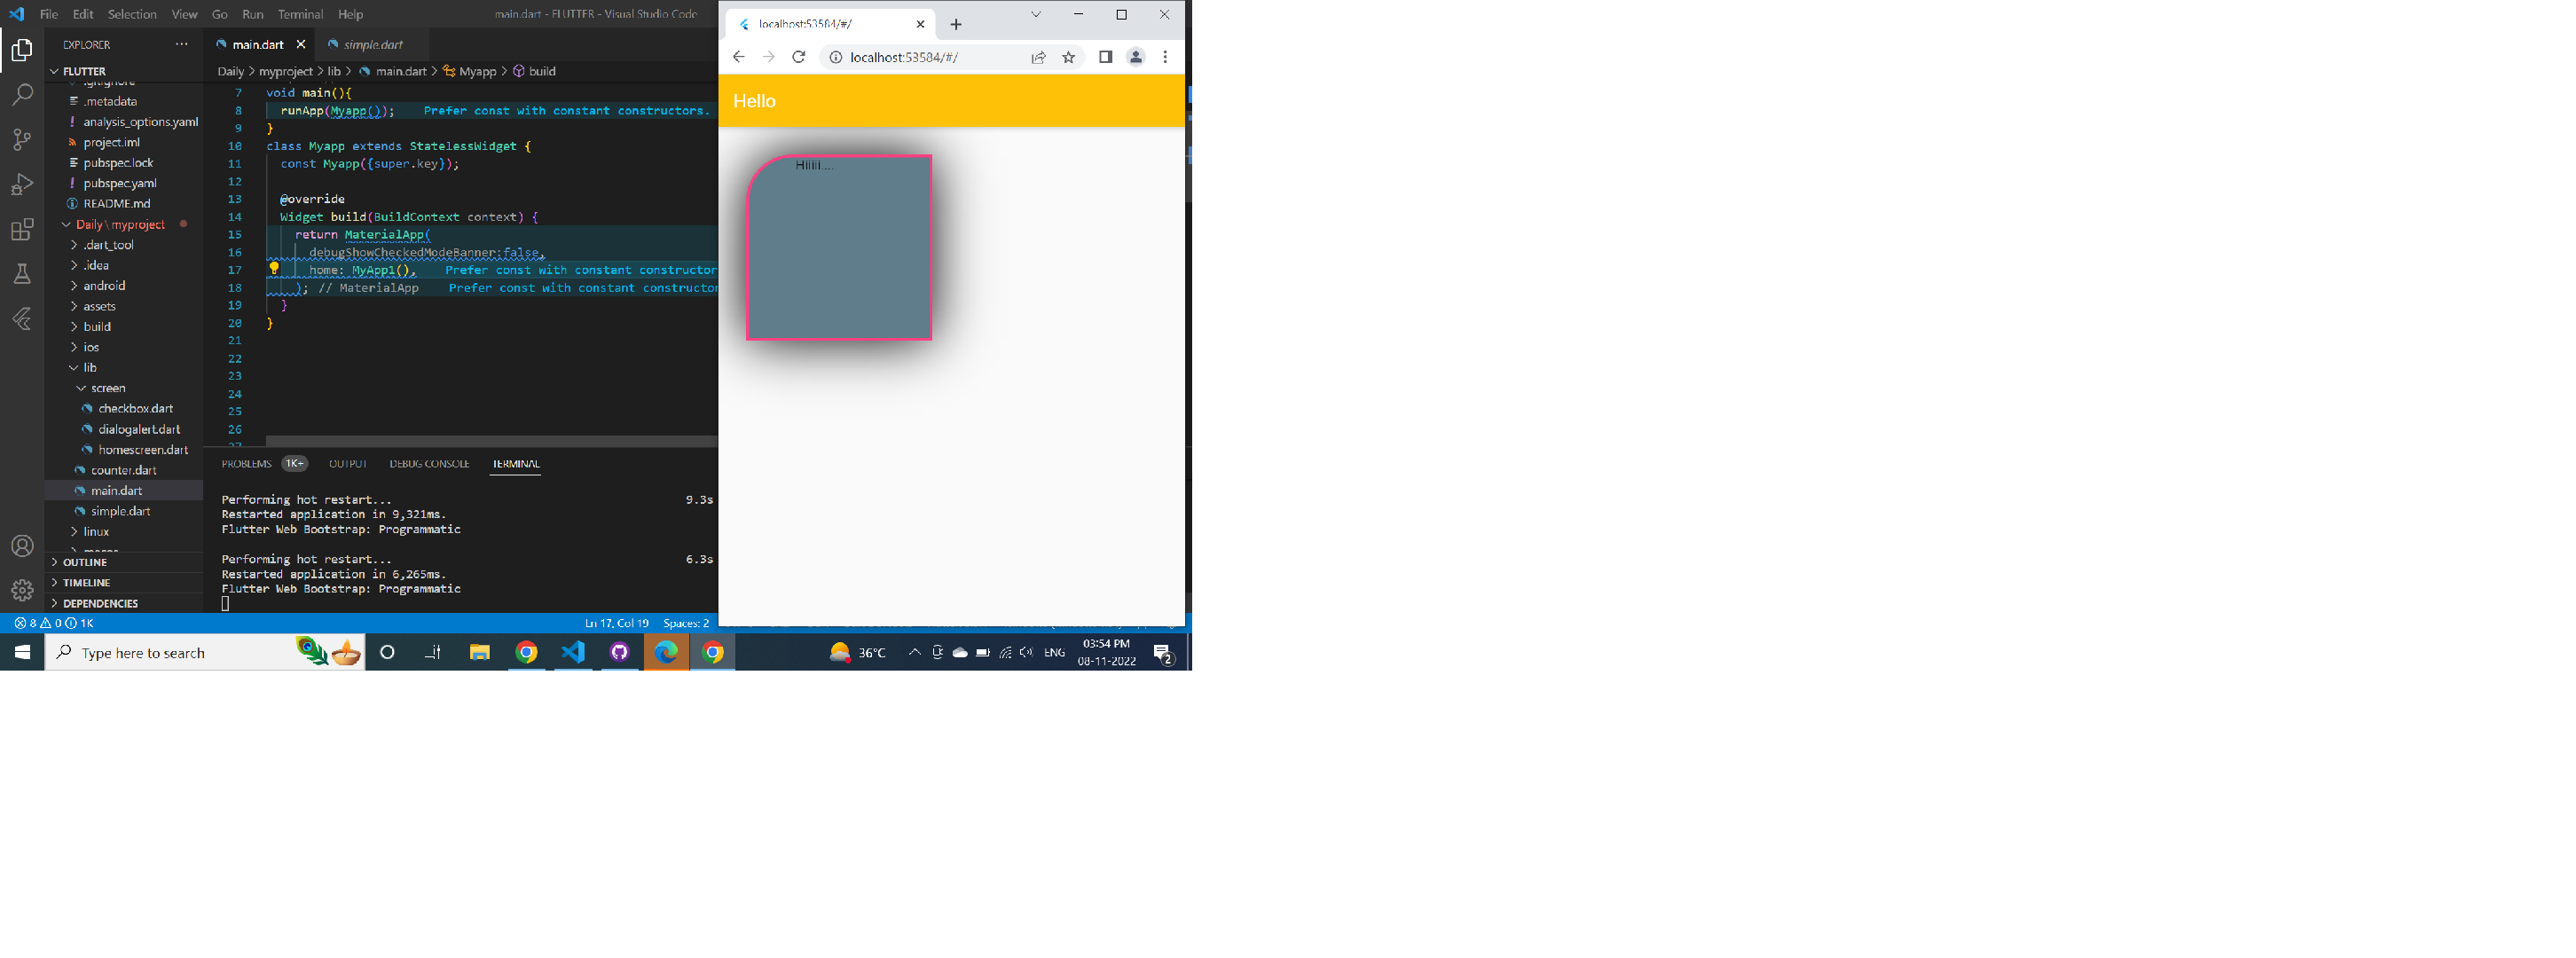 File Edit Selection View Go Run Terminal Help
main.dart - FLUTTER - Visual Studio Code
EXPLORER ...
FLUTTER
.gitignore
.metadata
! analysis_options.yaml
project.iml
pubspec.lock
! pubspec.yaml
README.md
Daily\myproject
.dart_tool
.idea
android
assets
build
ios
lib
screen
checkbox.dart
dialogalert.dart
homescreen.dart
counter.dart
main.dart
simple.dart
linux
macos
OUTLINE
TIMELINE
DEPENDENCIES
main.dart simple.dart
Daily > myproject > lib > main.dart > Myapp > build
7 void main(){
8 runApp(Myapp()); Prefer const with constant constructors.
9 }
10 class Myapp extends StatelessWidget {
11 const Myapp({super.key});
12
13 @override
14 Widget build(BuildContext context) {
15 return MaterialApp(
16 debugShowCheckedModeBanner:false,
17 home: MyApp1(), Prefer const with constant constructor
18 ); // MaterialApp Prefer const with constant constructor
19 }
20 }
21
22
23
24
25
26
27
PROBLEMS 1K+ OUTPUT DEBUG CONSOLE TERMINAL
Performing hot restart... 9.3s
Restarted application in 9,321ms.
Flutter Web Bootstrap: Programmatic
Performing hot restart... 6.3s
Restarted application in 6,265ms.
Flutter Web Bootstrap: Programmatic
8 0 1K
Ln 17, Col 19 Spaces: 2
localhost:53584/#/
localhost:53584/#/
Hello
Hiiiii....
Type here to search
36°C
ENG
03:54 PM
08-11-2022
2